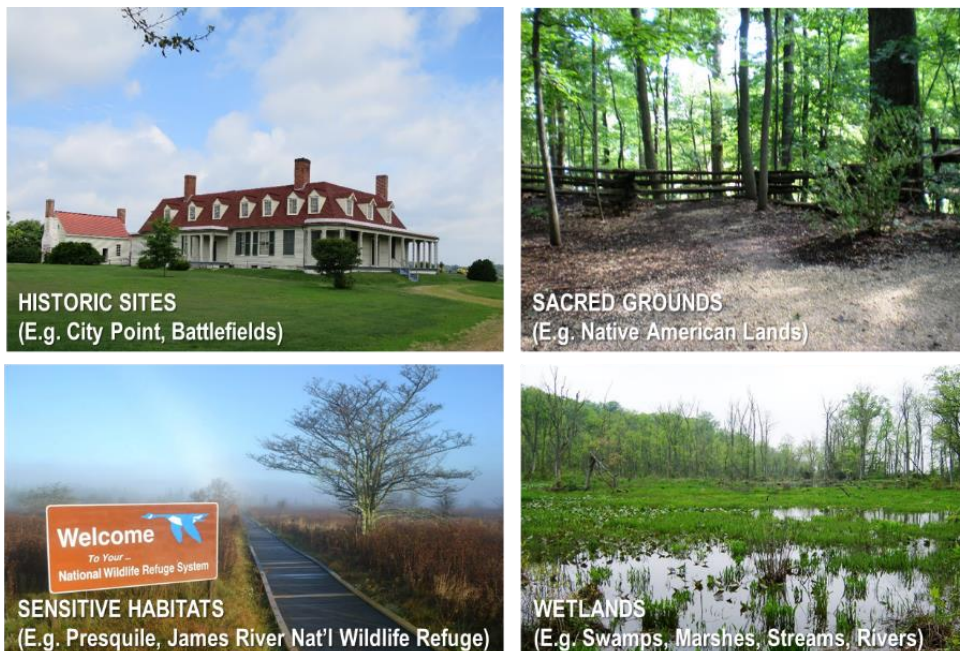 HISTORIC SITES
(E.g. City Point, Battlefields)
SACRED GROUNDS
(E.g. Native American Lands)
Welcome
To Your ...
National Wildlife Refuge System
SENSITIVE HABITATS
(E.g. Presquile, James River Nat'l Wildlife Refuge)
WETLANDS
(E.g. Swamps, Marshes, Streams, Rivers)